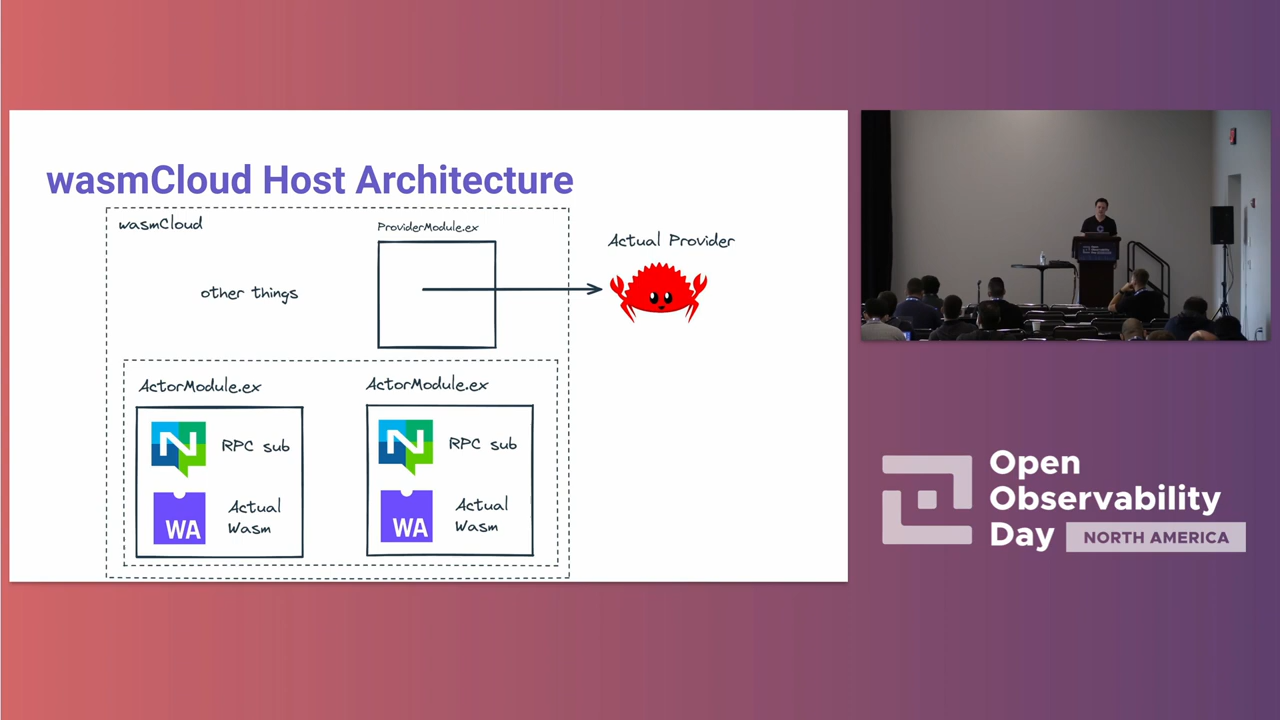 wasmCloud Host Architecture
wasmCloud
ProviderModule.ex
Actual Provider
other things
ActorModule.ex
ActorModule.ex
N
RPC sub
N
RPC sub
WA
Actual
Wasm
WA
Actual
Wasm
Open
Observability
Day
NORTH AMERICA